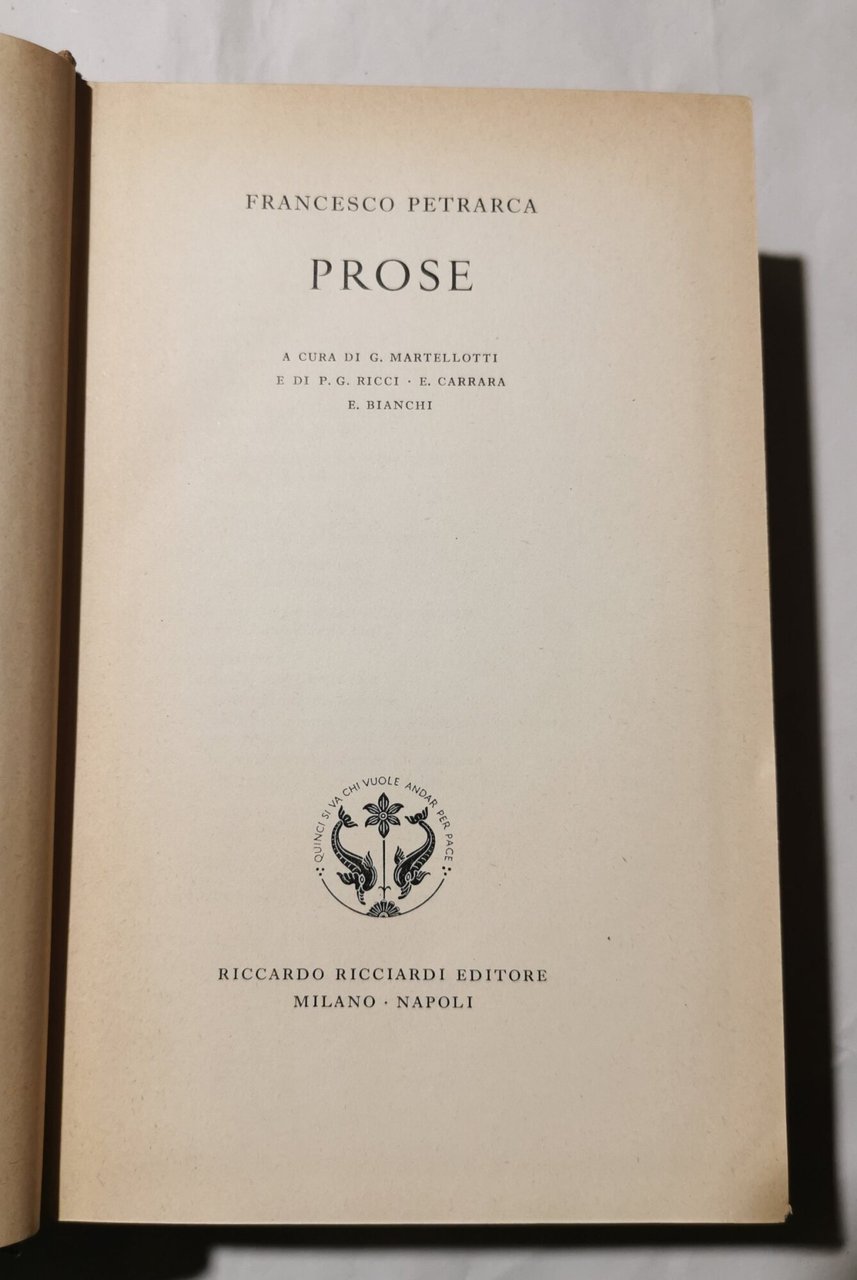 FRANCESCO PETRARCA
PROSE
A CURA DI G. MARTELLOTTI
E DI P. G. RICCI · E. CARRARA
E. BIANCHI
QUINCI SI VA CHI VUOLE ANDAR PER PACE
RICCARDO RICCIARDI EDITORE
MILANO · NAPOLI